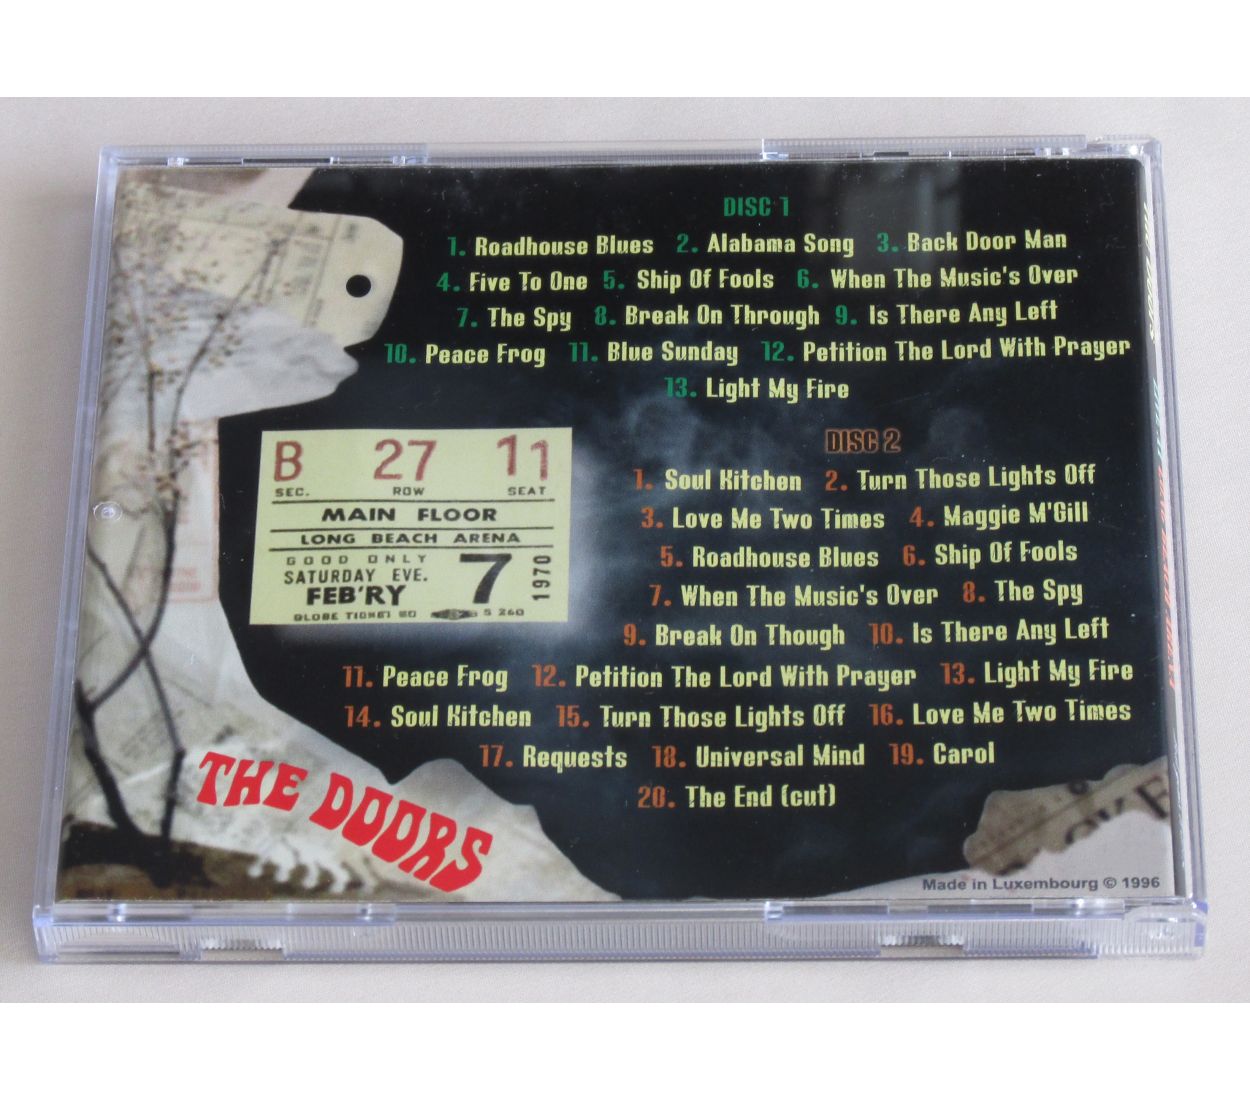 DISC 1
1. Roadhouse Blues 2. Alabama Song 3. Back Door Man
4. Five To One 5. Ship Of Fools 6. When The Music's Over
7. The Spy 8. Break On Through 9. Is There Any Left
10. Peace Frog 11. Blue Sunday 12. Petition The Lord With Prayer
13. Light My Fire
DISC 2
1. Soul Kitchen 2. Turn Those Lights Off
3. Love Me Two Times 4. Maggie M'Gill
5. Roadhouse Blues 6. Ship Of Fools
7. When The Music's Over 8. The Spy
9. Break On Though 10. Is There Any Left
11. Peace Frog 12. Petition The Lord With Prayer 13. Light My Fire
14. Soul Kitchen 15. Turn Those Lights Off 16. Love Me Two Times
17. Requests 18. Universal Mind 19. Carol
20. The End (cut)
B 27 11
SEC. ROW SEAT
MAIN FLOOR
LONG BEACH ARENA
GOOD ONLY
SATURDAY EVE.
FEB'RY 7 1970
GLOBE TICKET CO S 260
THE DOORS
Made in Luxembourg © 1996